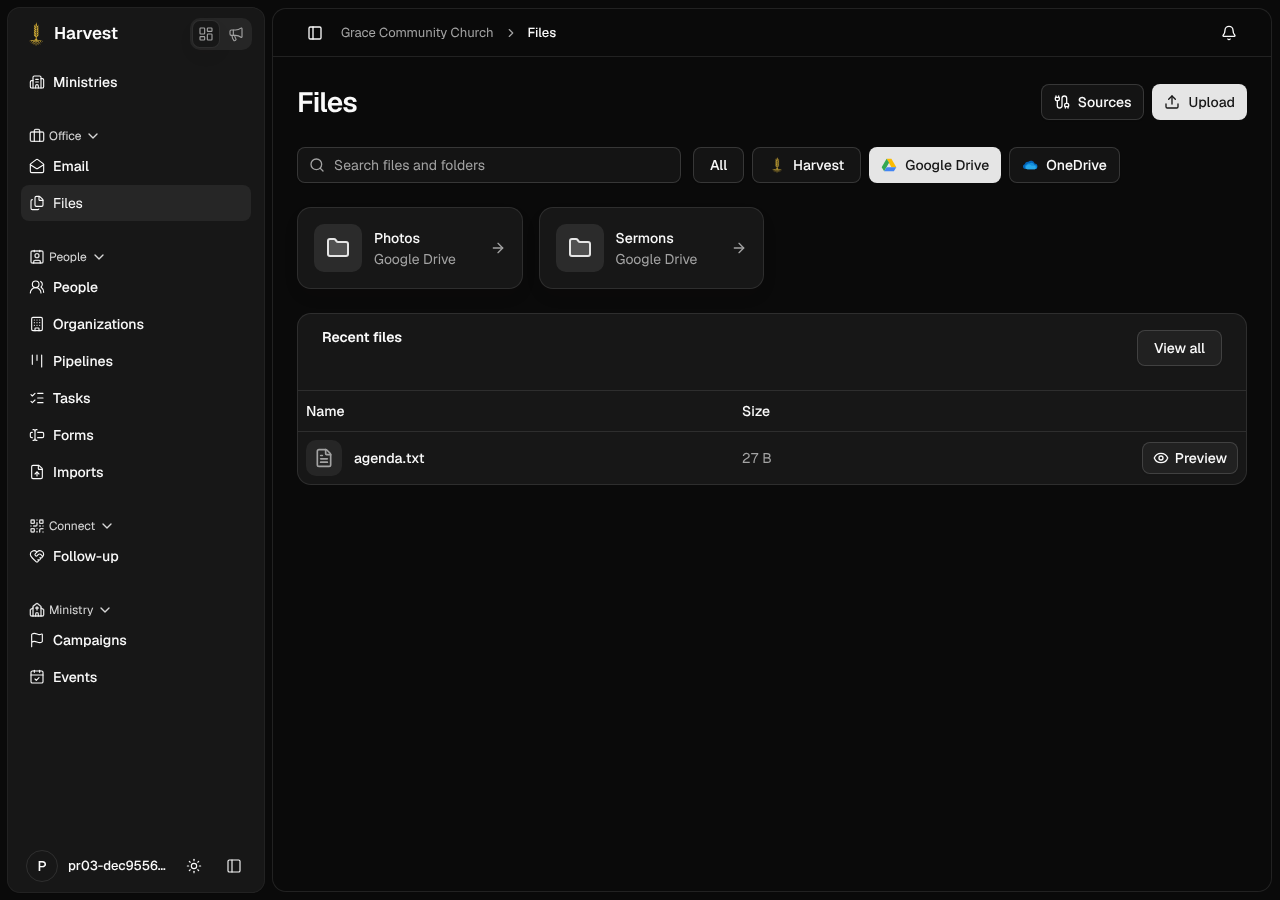 Harvest
Ministries
Office
Email
Files
People
People
Organizations
Pipelines
Tasks
Forms
Imports
Connect
Follow-up
Ministry
Campaigns
Events
P pr03-dec9556...
Grace Community Church > Files
Files
Sources Upload
Search files and folders All Harvest Google Drive OneDrive
Photos
Google Drive
Sermons
Google Drive
Recent files
View all
Name Size
agenda.txt 27 B Preview